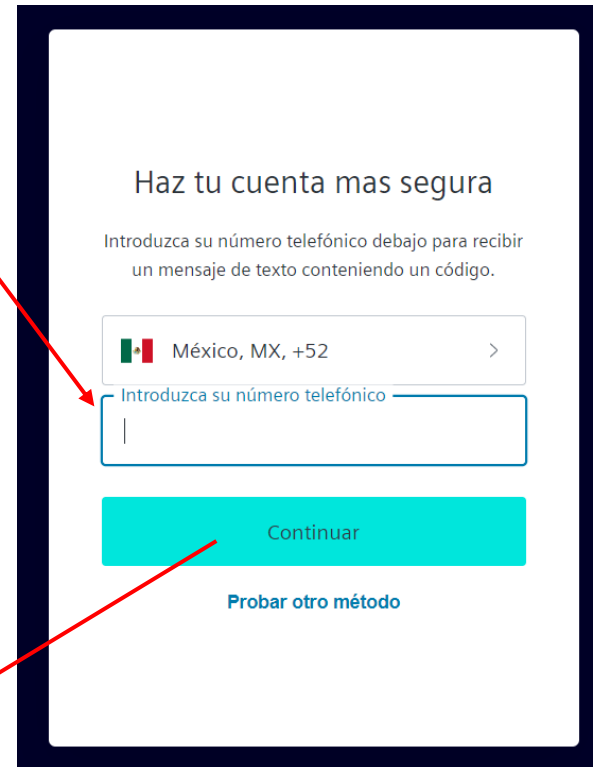 Haz tu cuenta mas segura
Introduzca su número telefónico debajo para recibir
un mensaje de texto conteniendo un código.
México, MX, +52
Introduzca su número telefónico
Continuar
Probar otro método